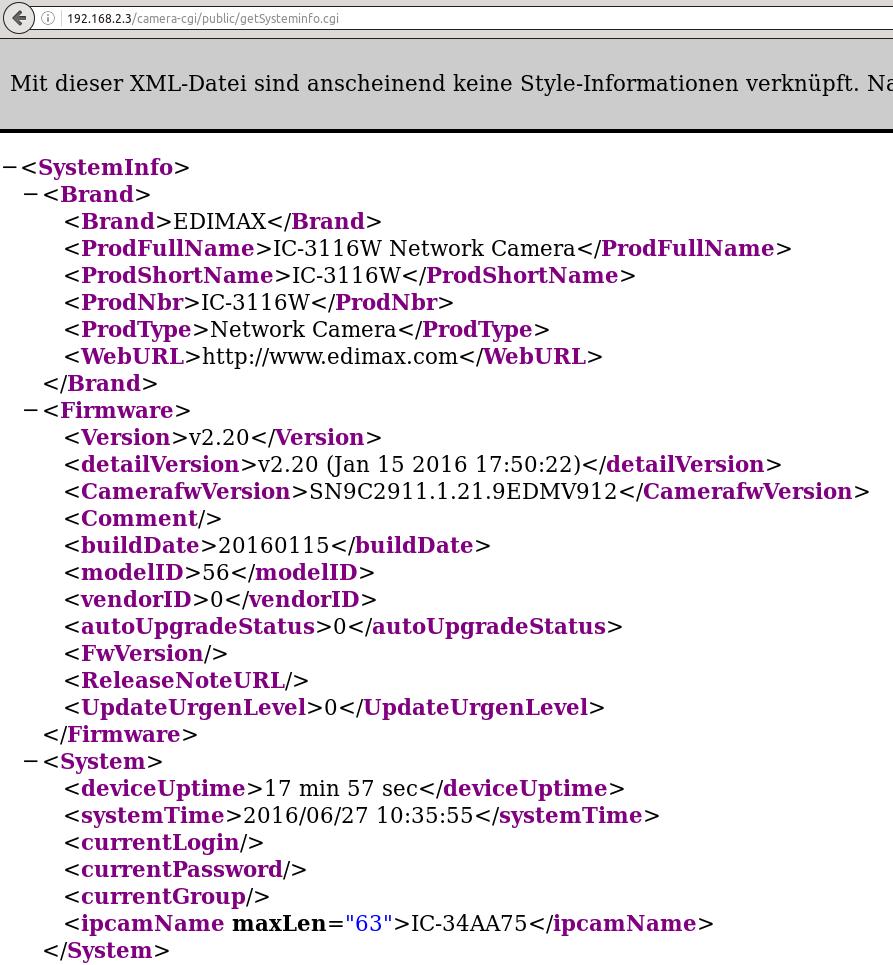 192.168.2.3/camera-cgi/public/getSysteminfo.cgi
Mit dieser XML-Datei sind anscheinend keine Style-Informationen verknüpft. Na
−<SystemInfo>
−<Brand>
<Brand>EDIMAX</Brand>
<ProdFullName>IC-3116W Network Camera</ProdFullName>
<ProdShortName>IC-3116W</ProdShortName>
<ProdNbr>IC-3116W</ProdNbr>
<ProdType>Network Camera</ProdType>
<WebURL>http://www.edimax.com</WebURL>
</Brand>
−<Firmware>
<Version>v2.20</Version>
<detailVersion>v2.20 (Jan 15 2016 17:50:22)</detailVersion>
<CamerafwVersion>SN9C2911.1.21.9EDMV912</CamerafwVersion>
<Comment/>
<buildDate>20160115</buildDate>
<modelID>56</modelID>
<vendorID>0</vendorID>
<autoUpgradeStatus>0</autoUpgradeStatus>
<FwVersion/>
<ReleaseNoteURL/>
<UpdateUrgenLevel>0</UpdateUrgenLevel>
</Firmware>
−<System>
<deviceUptime>17 min 57 sec</deviceUptime>
<systemTime>2016/06/27 10:35:55</systemTime>
<currentLogin/>
<currentPassword/>
<currentGroup/>
<ipcamName maxLen="63">IC-34AA75</ipcamName>
</System>